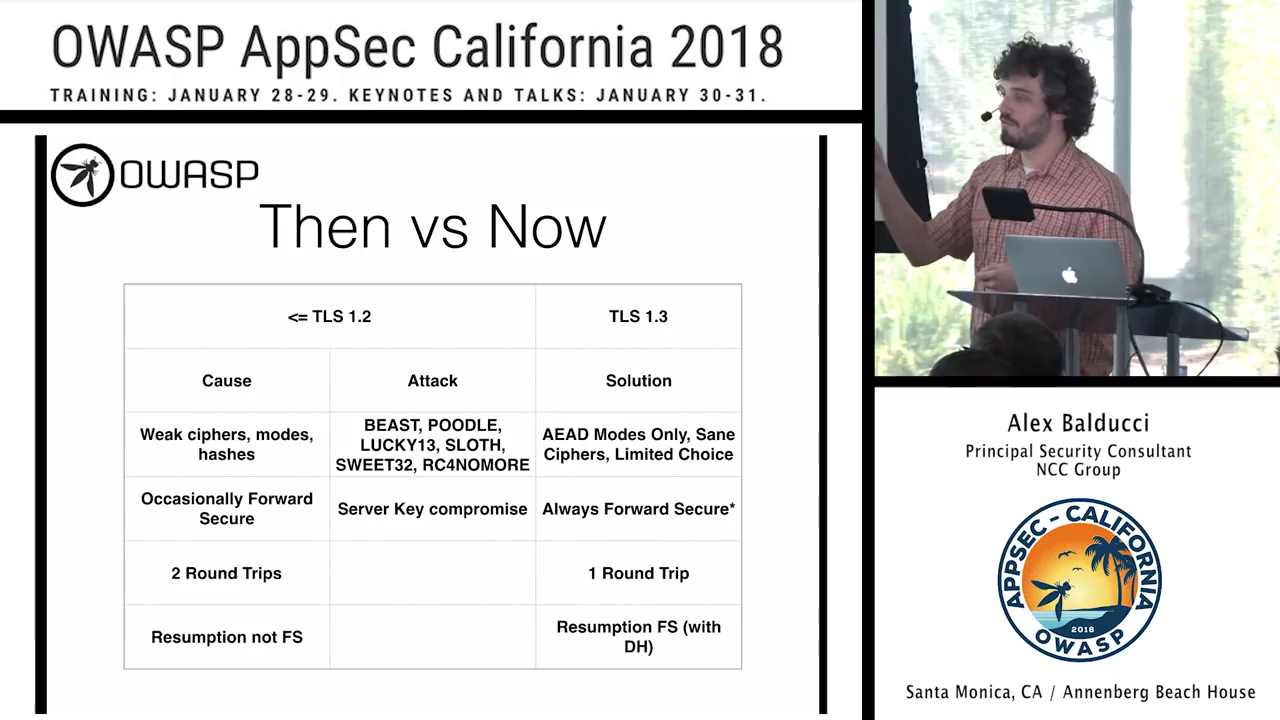 OWASP AppSec California 2018
TRAINING: JANUARY 28-29. KEYNOTES AND TALKS: JANUARY 30-31.
OWASP
Then vs Now
<= TLS 1.2
TLS 1.3
Cause
Attack
Solution
Weak ciphers, modes,
hashes
BEAST, POODLE,
LUCKY13, SLOTH,
SWEET32, RC4NOMORE
AEAD Modes Only, Sane
Ciphers, Limited Choice
Occasionally Forward
Secure
Server Key compromise
Always Forward Secure*
2 Round Trips
1 Round Trip
Resumption not FS
Resumption FS (with
DH)
Alex Balducci
Principal Security Consultant
NCC Group
APPSEC - CALIFORNIA
2018
OWASP
Santa Monica, CA / Annenberg Beach House